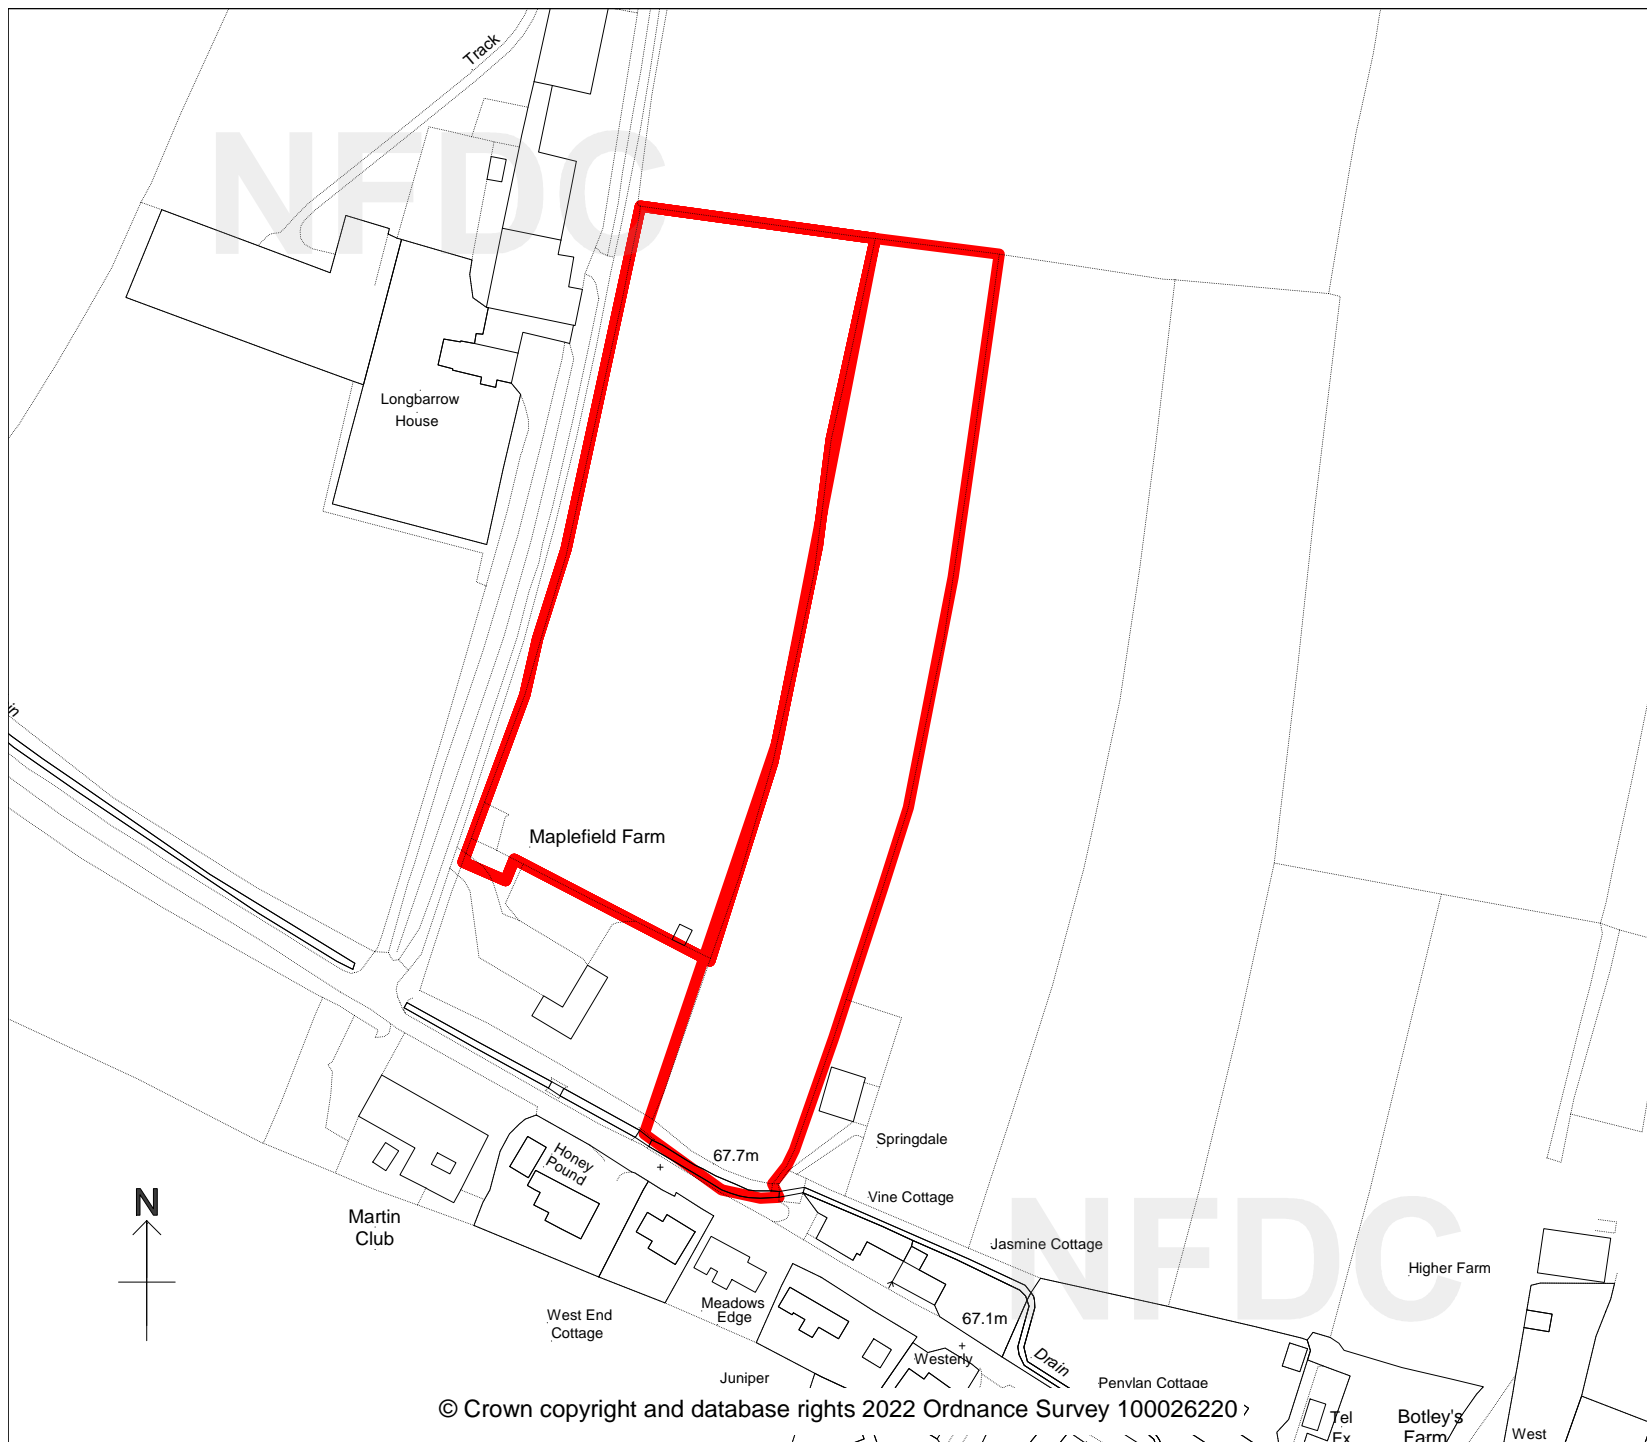 Track
NFDC
Longbarrow
House
in
Maplefield Farm
Springdale
67.7m
Honey
Pound
Vine Cottage
N
Martin
Club
Jasmine Cottage
NFDC
Higher Farm
Meadows
Edge
West End
Cottage
67.1m
Westerly
Drain
Juniper
Penylan Cottage
© Crown copyright and database rights 2022 Ordnance Survey 100026220
Tel
Ex
Botley's
Farm
West